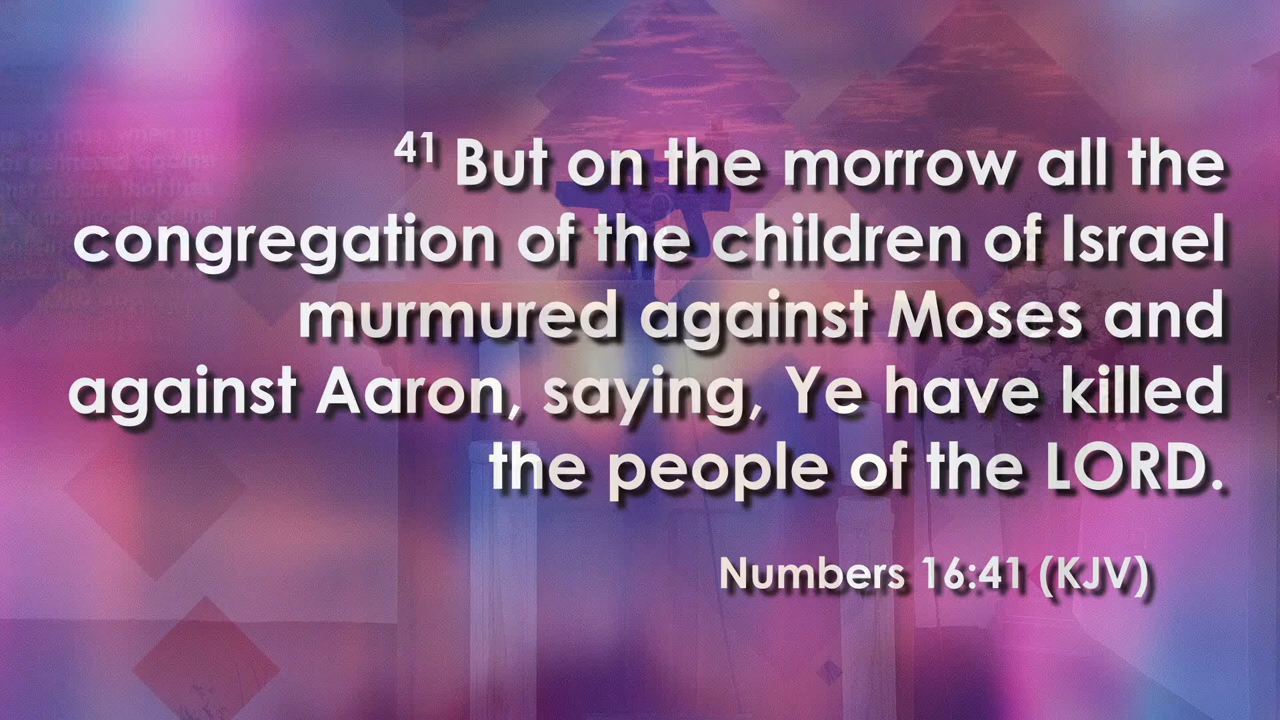 41 But on the morrow all the
congregation of the children of Israel
murmured against Moses and
against Aaron, saying, Ye have killed
the people of the LORD.
Numbers 16:41 (KJV)